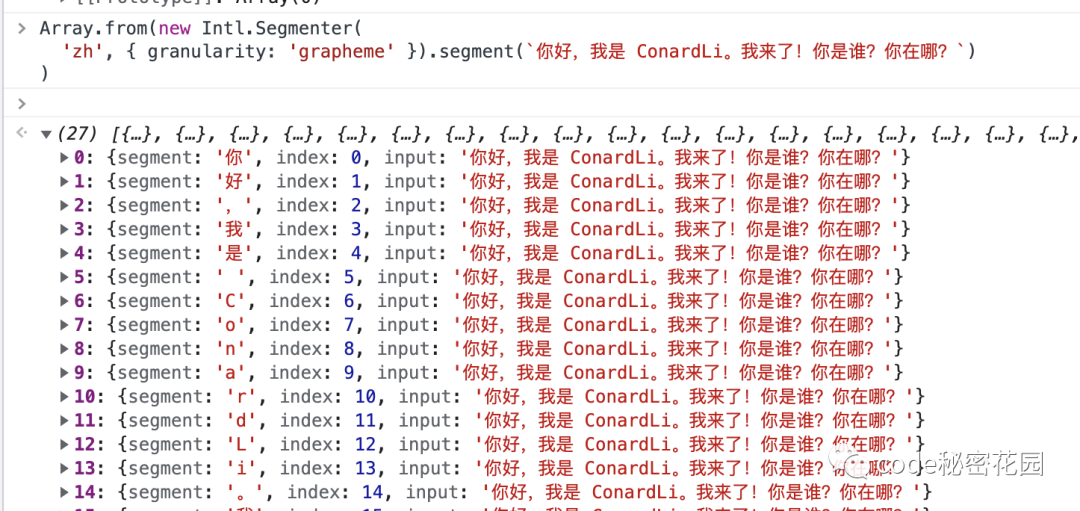 [[Prototype]]: Array(0)
> Array.from(new Intl.Segmenter(
'zh', { granularity: 'grapheme' }).segment(`你好，我是 ConardLi。我来了！你是谁？你在哪？`)
)
>
(27) [{…}, {…}, {…}, {…}, {…}, {…}, {…}, {…}, {…}, {…}, {…}, {…}, {…}, {…}, {…}, {…}, {…}, {…},
0: {segment: '你', index: 0, input: '你好，我是 ConardLi。我来了！你是谁？你在哪？'}
1: {segment: '好', index: 1, input: '你好，我是 ConardLi。我来了！你是谁？你在哪？'}
2: {segment: '，', index: 2, input: '你好，我是 ConardLi。我来了！你是谁？你在哪？'}
3: {segment: '我', index: 3, input: '你好，我是 ConardLi。我来了！你是谁？你在哪？'}
4: {segment: '是', index: 4, input: '你好，我是 ConardLi。我来了！你是谁？你在哪？'}
5: {segment: ' ', index: 5, input: '你好，我是 ConardLi。我来了！你是谁？你在哪？'}
6: {segment: 'C', index: 6, input: '你好，我是 ConardLi。我来了！你是谁？你在哪？'}
7: {segment: 'o', index: 7, input: '你好，我是 ConardLi。我来了！你是谁？你在哪？'}
8: {segment: 'n', index: 8, input: '你好，我是 ConardLi。我来了！你是谁？你在哪？'}
9: {segment: 'a', index: 9, input: '你好，我是 ConardLi。我来了！你是谁？你在哪？'}
10: {segment: 'r', index: 10, input: '你好，我是 ConardLi。我来了！你是谁？你在哪？'}
11: {segment: 'd', index: 11, input: '你好，我是 ConardLi。我来了！你是谁？你在哪？'}
12: {segment: 'L', index: 12, input: '你好，我是 ConardLi。我来了！你是谁？你在哪？'}
13: {segment: 'i', index: 13, input: '你好，我是 ConardLi。我来了！你是谁？你在哪？'}
code秘密花园
14: {segment: '。', index: 14, input: '你好，我是 ConardLi。我来了！你是谁？你在哪？'}